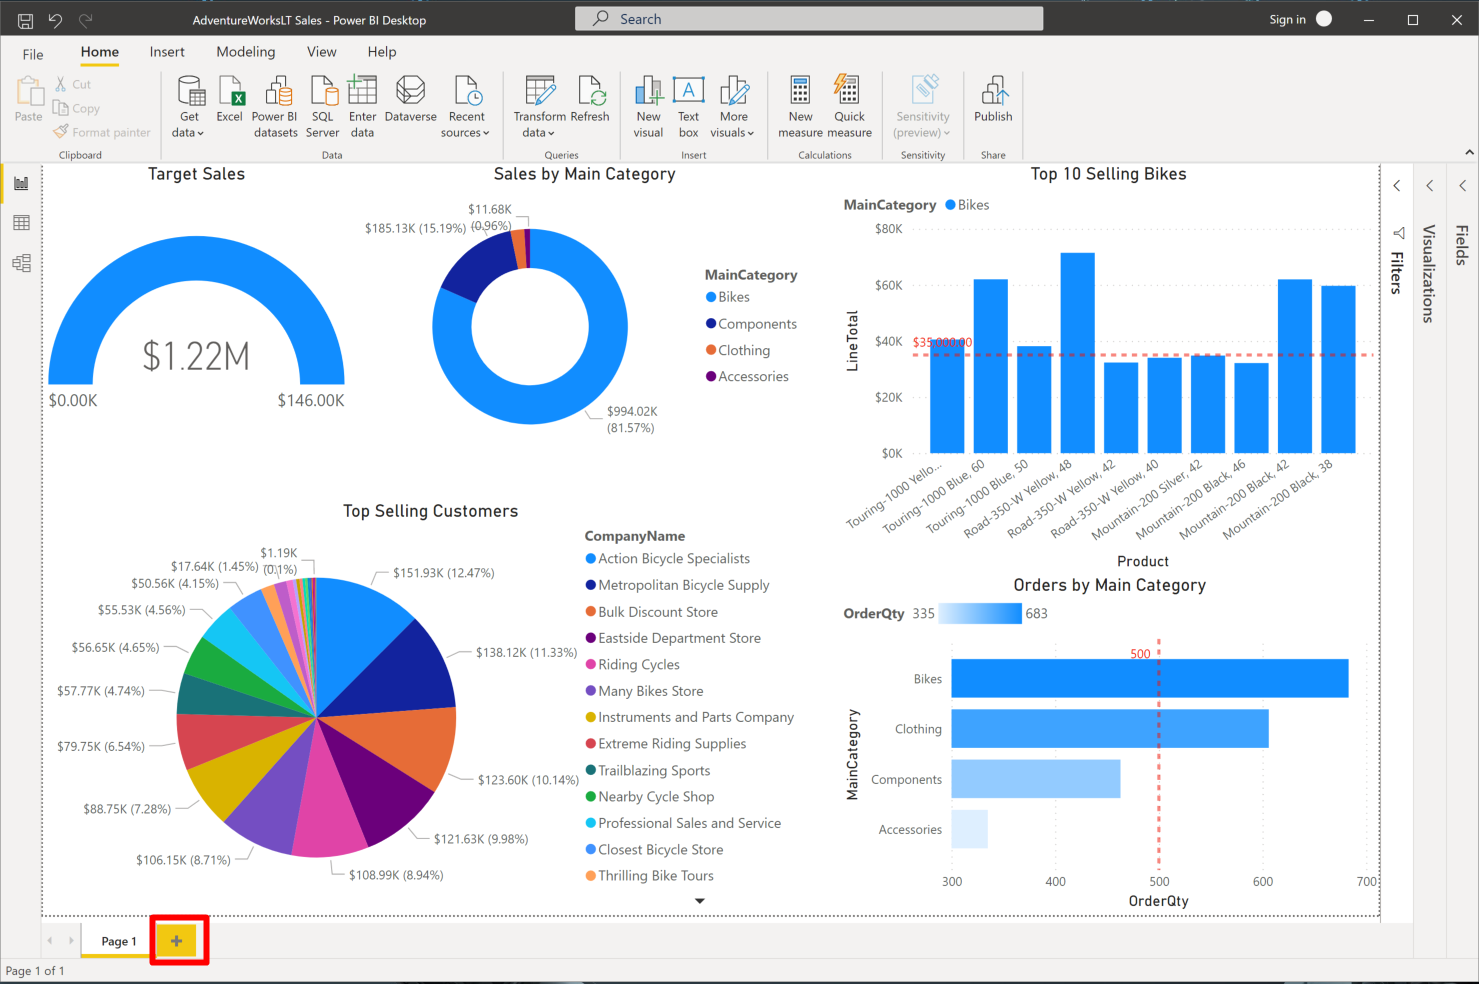 AdventureWorksLT Sales - Power BI Desktop
Search
Sign in
File
Home
Insert
Modeling
View
Help
Paste
Cut
Copy
Format painter
Clipboard
Get data
Excel
Power BI datasets
SQL Server
Enter data
Dataverse
Recent sources
Data
Transform data
Refresh
Queries
New visual
Text box
More visuals
Insert
New measure
Quick measure
Calculations
Sensitivity (preview)
Sensitivity
Publish
Share
Target Sales
$1.22M
$0.00K
$146.00K
Sales by Main Category
$11.68K
(0.96%)
$185.13K (15.19%)
$994.02K
(81.57%)
MainCategory
Bikes
Components
Clothing
Accessories
Top 10 Selling Bikes
MainCategory
Bikes
LineTotal
$80K
$60K
$40K
$20K
$0K
$35,000.00
Touring-1000 Yello...
Touring-1000 Blue, 60
Touring-1000 Blue, 50
Road-350-W Yellow, 48
Road-350-W Yellow, 42
Road-350-W Yellow, 40
Mountain-200 Silver, 42
Mountain-200 Black, 46
Mountain-200 Black, 42
Mountain-200 Black, 38
Product
Filters
Visualizations
Fields
Top Selling Customers
$1.19K
(0.1%)
$17.64K (1.45%)
$50.56K (4.15%)
$55.53K (4.56%)
$56.65K (4.65%)
$57.77K (4.74%)
$79.75K (6.54%)
$88.75K (7.28%)
$106.15K (8.71%)
$108.99K (8.94%)
$121.63K (9.98%)
$123.60K (10.14%)
$138.12K (11.33%)
$151.93K (12.47%)
CompanyName
Action Bicycle Specialists
Metropolitan Bicycle Supply
Bulk Discount Store
Eastside Department Store
Riding Cycles
Many Bikes Store
Instruments and Parts Company
Extreme Riding Supplies
Trailblazing Sports
Nearby Cycle Shop
Professional Sales and Service
Closest Bicycle Store
Thrilling Bike Tours
Orders by Main Category
OrderQty 335
683
500
MainCategory
Bikes
Clothing
Components
Accessories
300
400
500
600
700
OrderQty
Page 1
Page 1 of 1